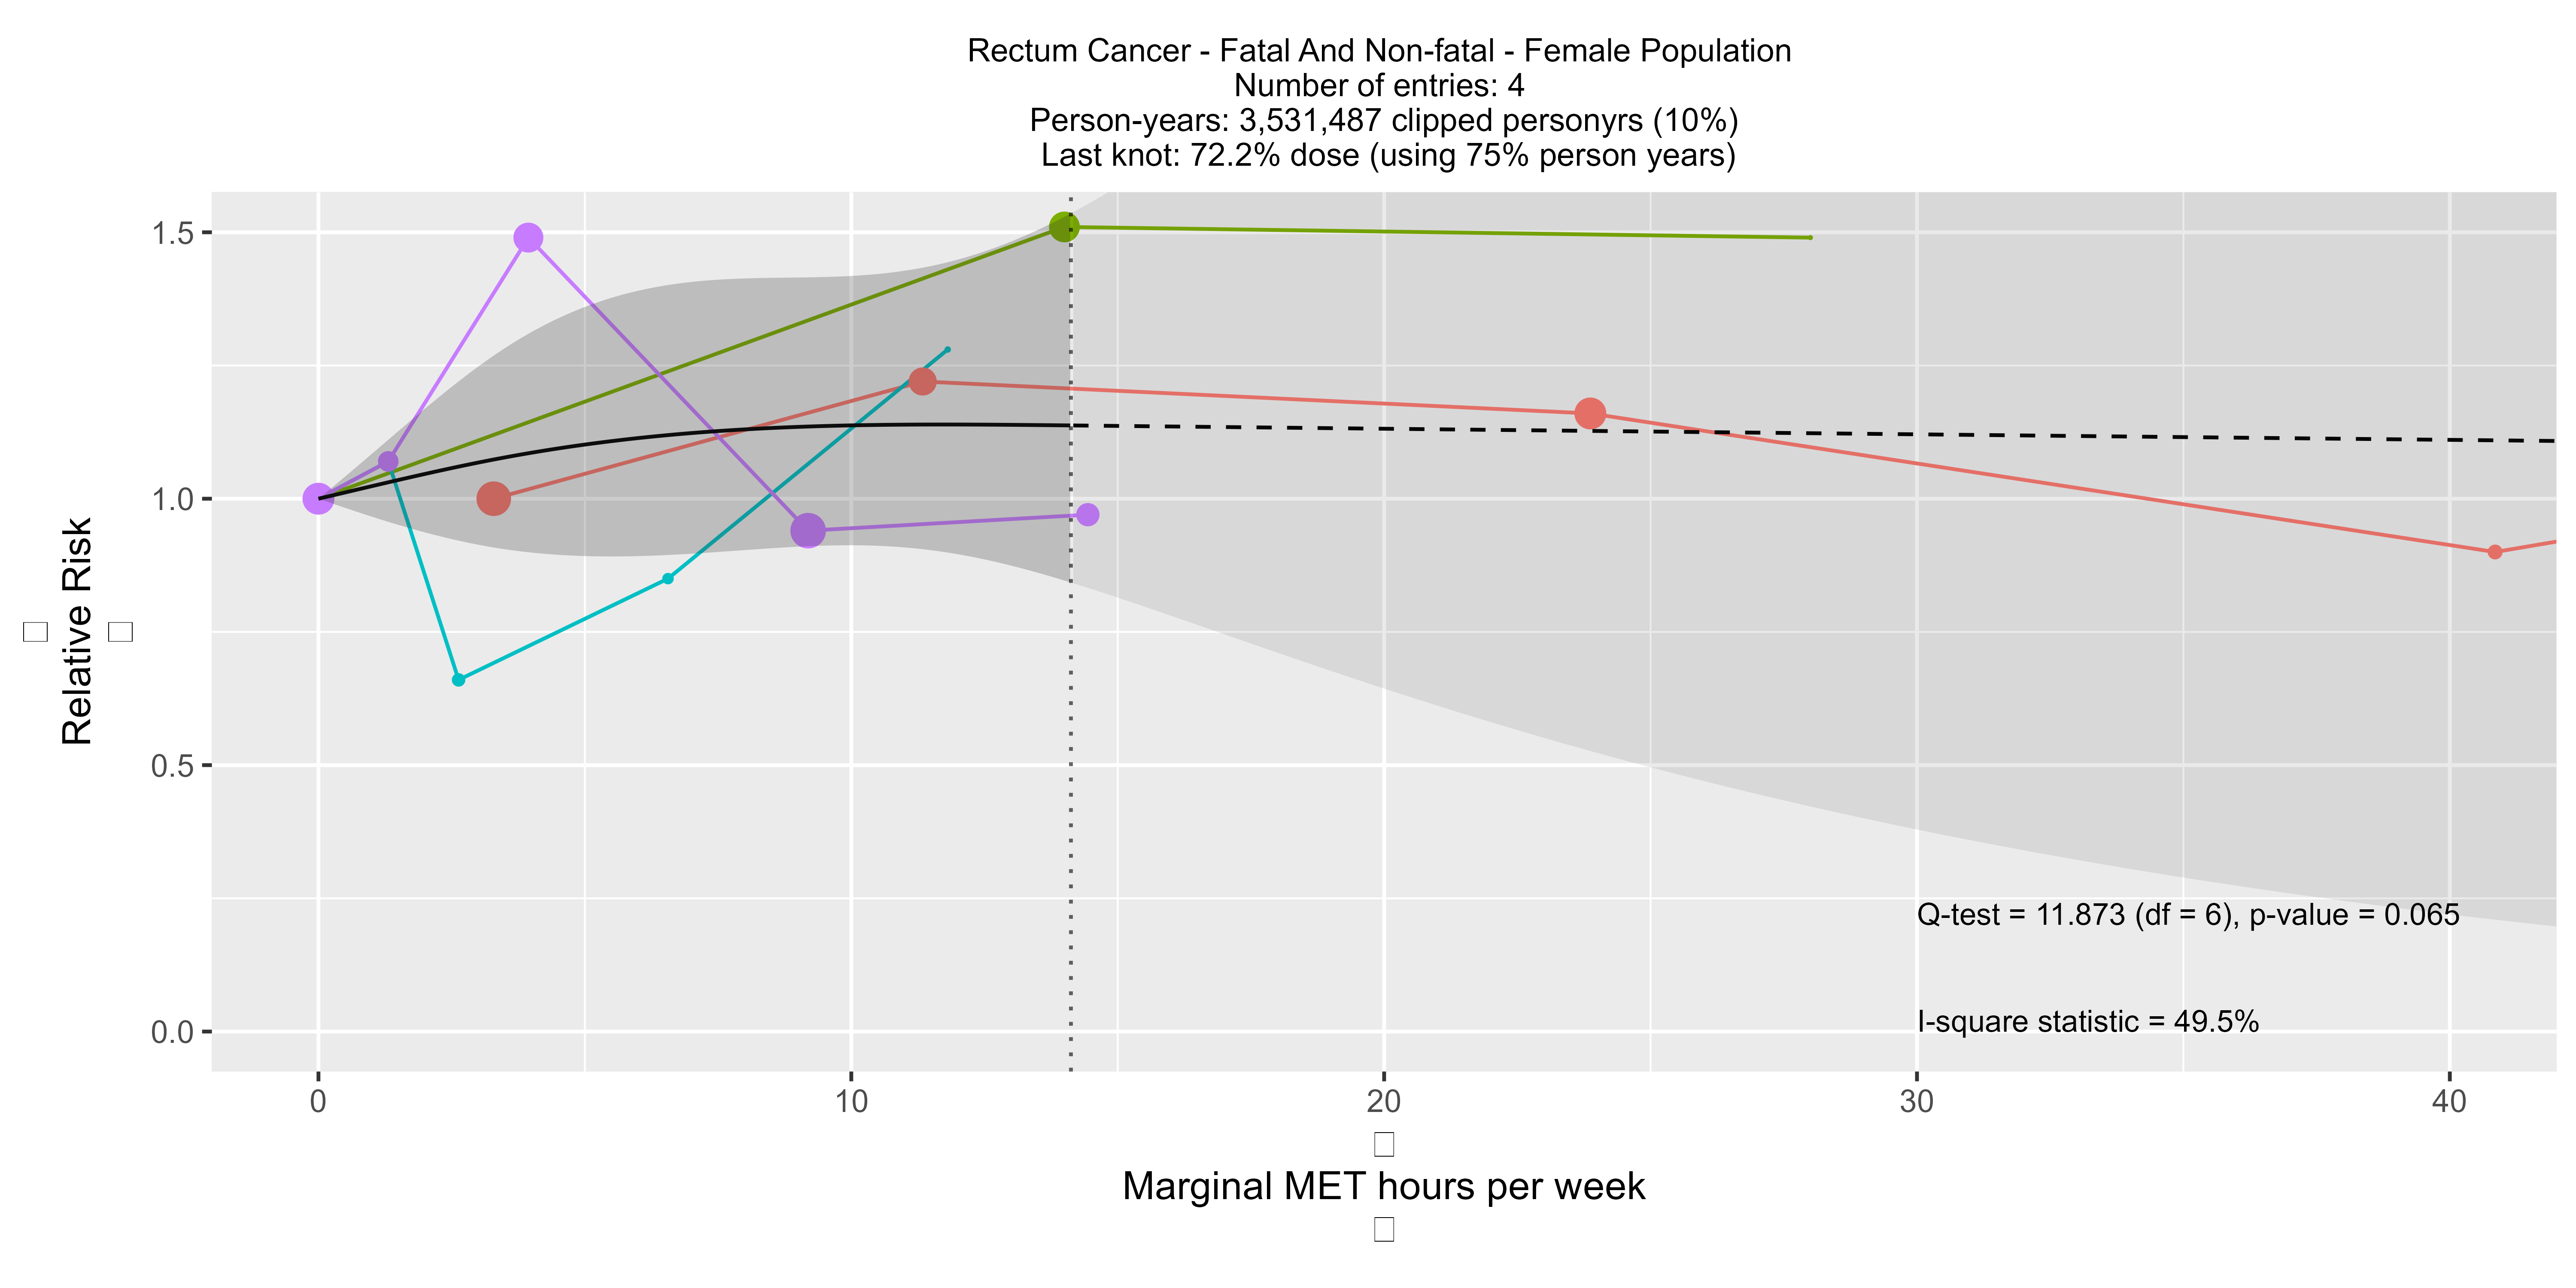 Rectum Cancer - Fatal And Non-fatal - Female Population
Number of entries: 4
Person-years: 3,531,487 clipped personyrs (10%)
Last knot: 72.2% dose (using 75% person years)
1.5
1.0
0.5
0.0
Relative Risk
Q-test = 11.873 (df = 6), p-value = 0.065
I-square statistic = 49.5%
0 10 20 30 40
Marginal MET hours per week